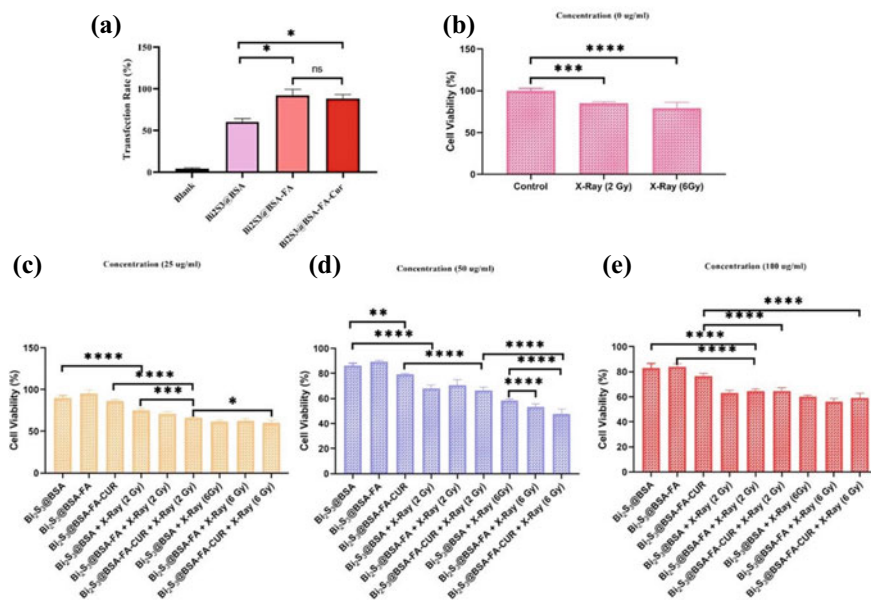 (a)
*
*
ns
Transfection Rate (%)
150
100
50
0
Blank
Bi2S3@BSA
Bi2S3@BSA-FA
Bi2S3@BSA-FA-Cur
(b)
Concentration (0 ug/ml)
****
***
Cell Viability (%)
150
100
50
0
Control
X-Ray (2 Gy)
X-Ray (6Gy)
(c)
Concentration (25 ug/ml)
****
****
***
*
Cell Viability (%)
150
100
50
0
Bi₂S₃@BSA
Bi₂S₃@BSA-FA
Bi₂S₃@BSA-FA-CUR
Bi₂S₃@BSA + X-Ray (2 Gy)
Bi₂S₃@BSA-FA + X-Ray (2 Gy)
Bi₂S₃@BSA-FA-CUR + X-Ray (2 Gy)
Bi₂S₃@BSA + X-Ray (6Gy)
Bi₂S₃@BSA-FA + X-Ray (6 Gy)
Bi₂S₃@BSA-FA-CUR + X-Ray (6 Gy)
(d)
Concentration (50 ug/ml)
**
****
****
****
****
****
Cell Viability (%)
100
80
60
40
20
0
Bi₂S₃@BSA
Bi₂S₃@BSA-FA
Bi₂S₃@BSA-FA-CUR
Bi₂S₃@BSA + X-Ray (2 Gy)
Bi₂S₃@BSA-FA + X-Ray (2 Gy)
Bi₂S₃@BSA-FA-CUR + X-Ray (2 Gy)
Bi₂S₃@BSA + X-Ray (6Gy)
Bi₂S₃@BSA-FA + X-Ray (6 Gy)
Bi₂S₃@BSA-FA-CUR + X-Ray (6 Gy)
(e)
Concentration (100 ug/ml)
****
****
****
****
Cell Viability (%)
100
80
60
40
20
0
Bi₂S₃@BSA
Bi₂S₃@BSA-FA
Bi₂S₃@BSA-FA-CUR
Bi₂S₃@BSA + X-Ray (2 Gy)
Bi₂S₃@BSA-FA + X-Ray (2 Gy)
Bi₂S₃@BSA-FA-CUR + X-Ray (2 Gy)
Bi₂S₃@BSA + X-Ray (6Gy)
Bi₂S₃@BSA-FA + X-Ray (6 Gy)
Bi₂S₃@BSA-FA-CUR + X-Ray (6 Gy)